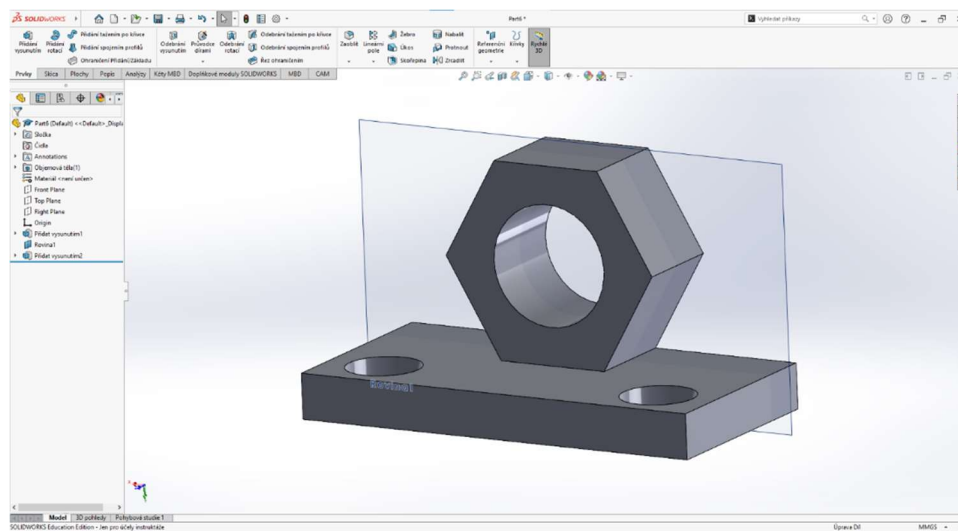 SOLIDWORKS
Part6 *
Vyhledat příkazy
Přidání vysunutím
Přidání rotací
Přidání tažením po křivce
Přidání spojením profilů
Ohraničení Přidání/Základu
Odebrání vysunutím
Průvodce dírami
Odebrání rotací
Odebrání tažením po křivce
Odebrání spojením profilů
Řez ohraničením
Zaoblit
Lineární pole
Žebro
Úkos
Skořepina
Nabalit
Protnout
Zrcadlit
Referenční geometrie
Křivky
Rychlé 3D
Prvky Skica Plochy Popis Analýzy Kóty MBD Doplňkové moduly SOLIDWORKS MBD CAM
Part6 (Default) <<Default>_Displa
Složka
Čidla
Annotations
Objemová těla(1)
Materiál <není určen>
Front Plane
Top Plane
Right Plane
Origin
Přidat vysunutím1
Rovina1
Přidat vysunutím2
Rovina1
Model 3D pohledy Pohybová studie 1
SOLIDWORKS Education Edition - Jen pro účely instruktáže
Úprava Díl
MMGS